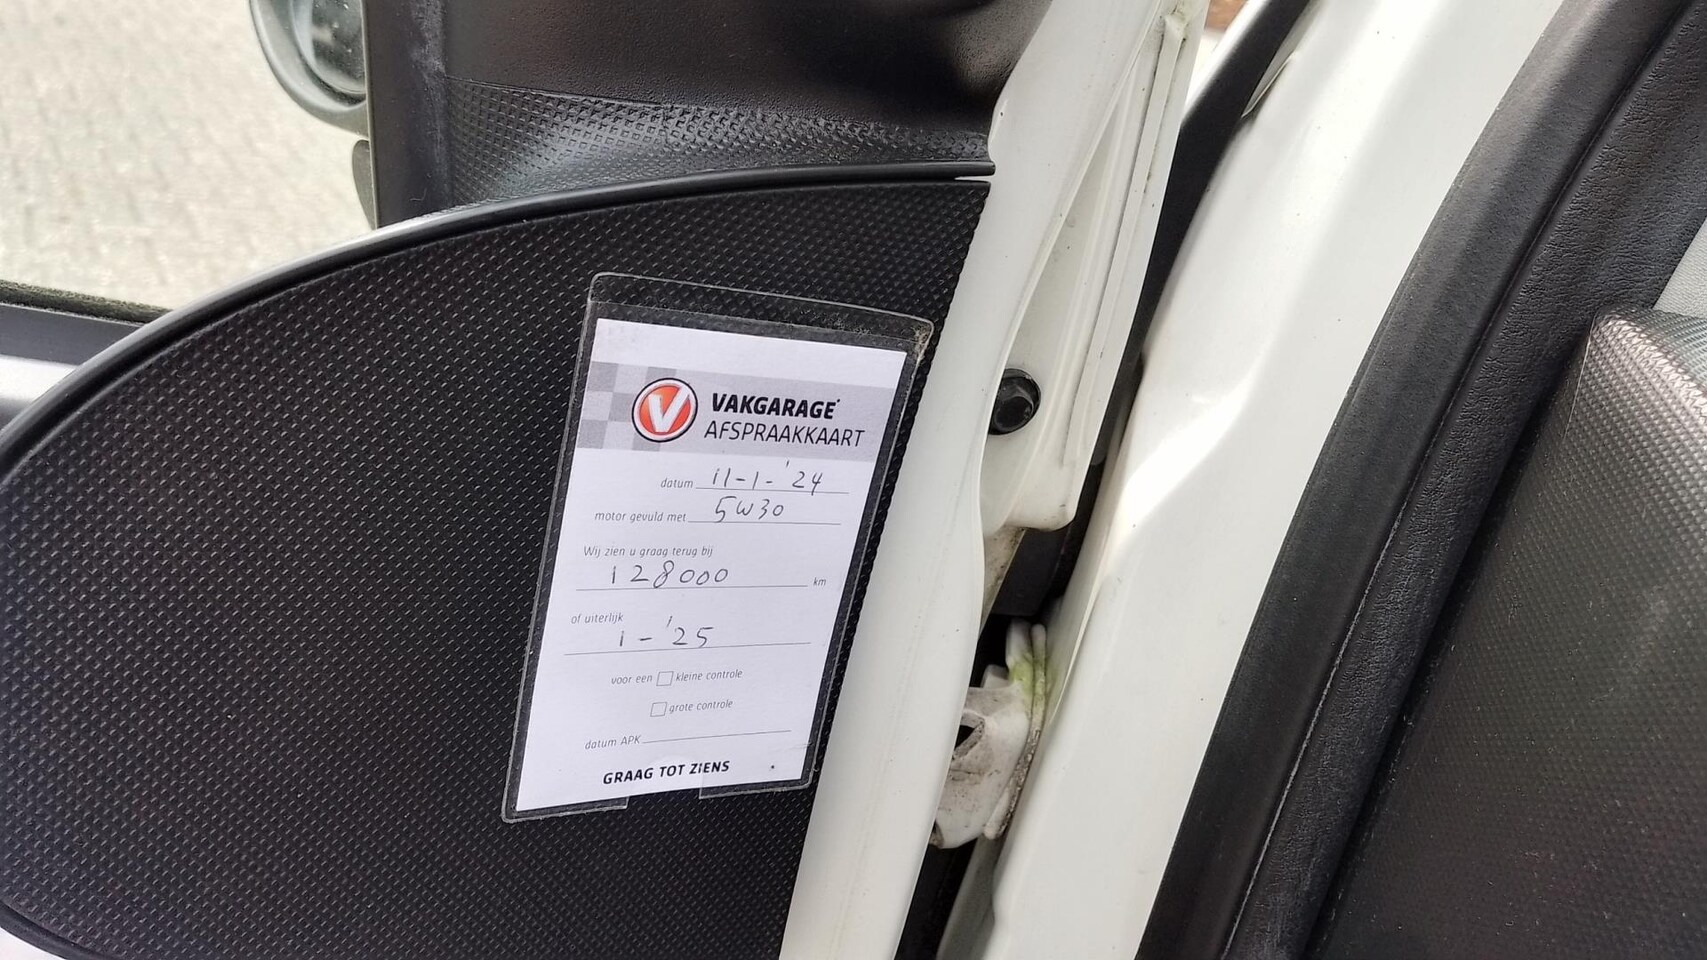 V VAKGARAGE
AFSPRAAKKAART
datum 11-1-'24
motor gevuld met 5W30
Wij zien u graag terug bij
128000 km
of uiterlijk
1-'25
voor een kleine controle
grote controle
datum APK
GRAAG TOT ZIENS